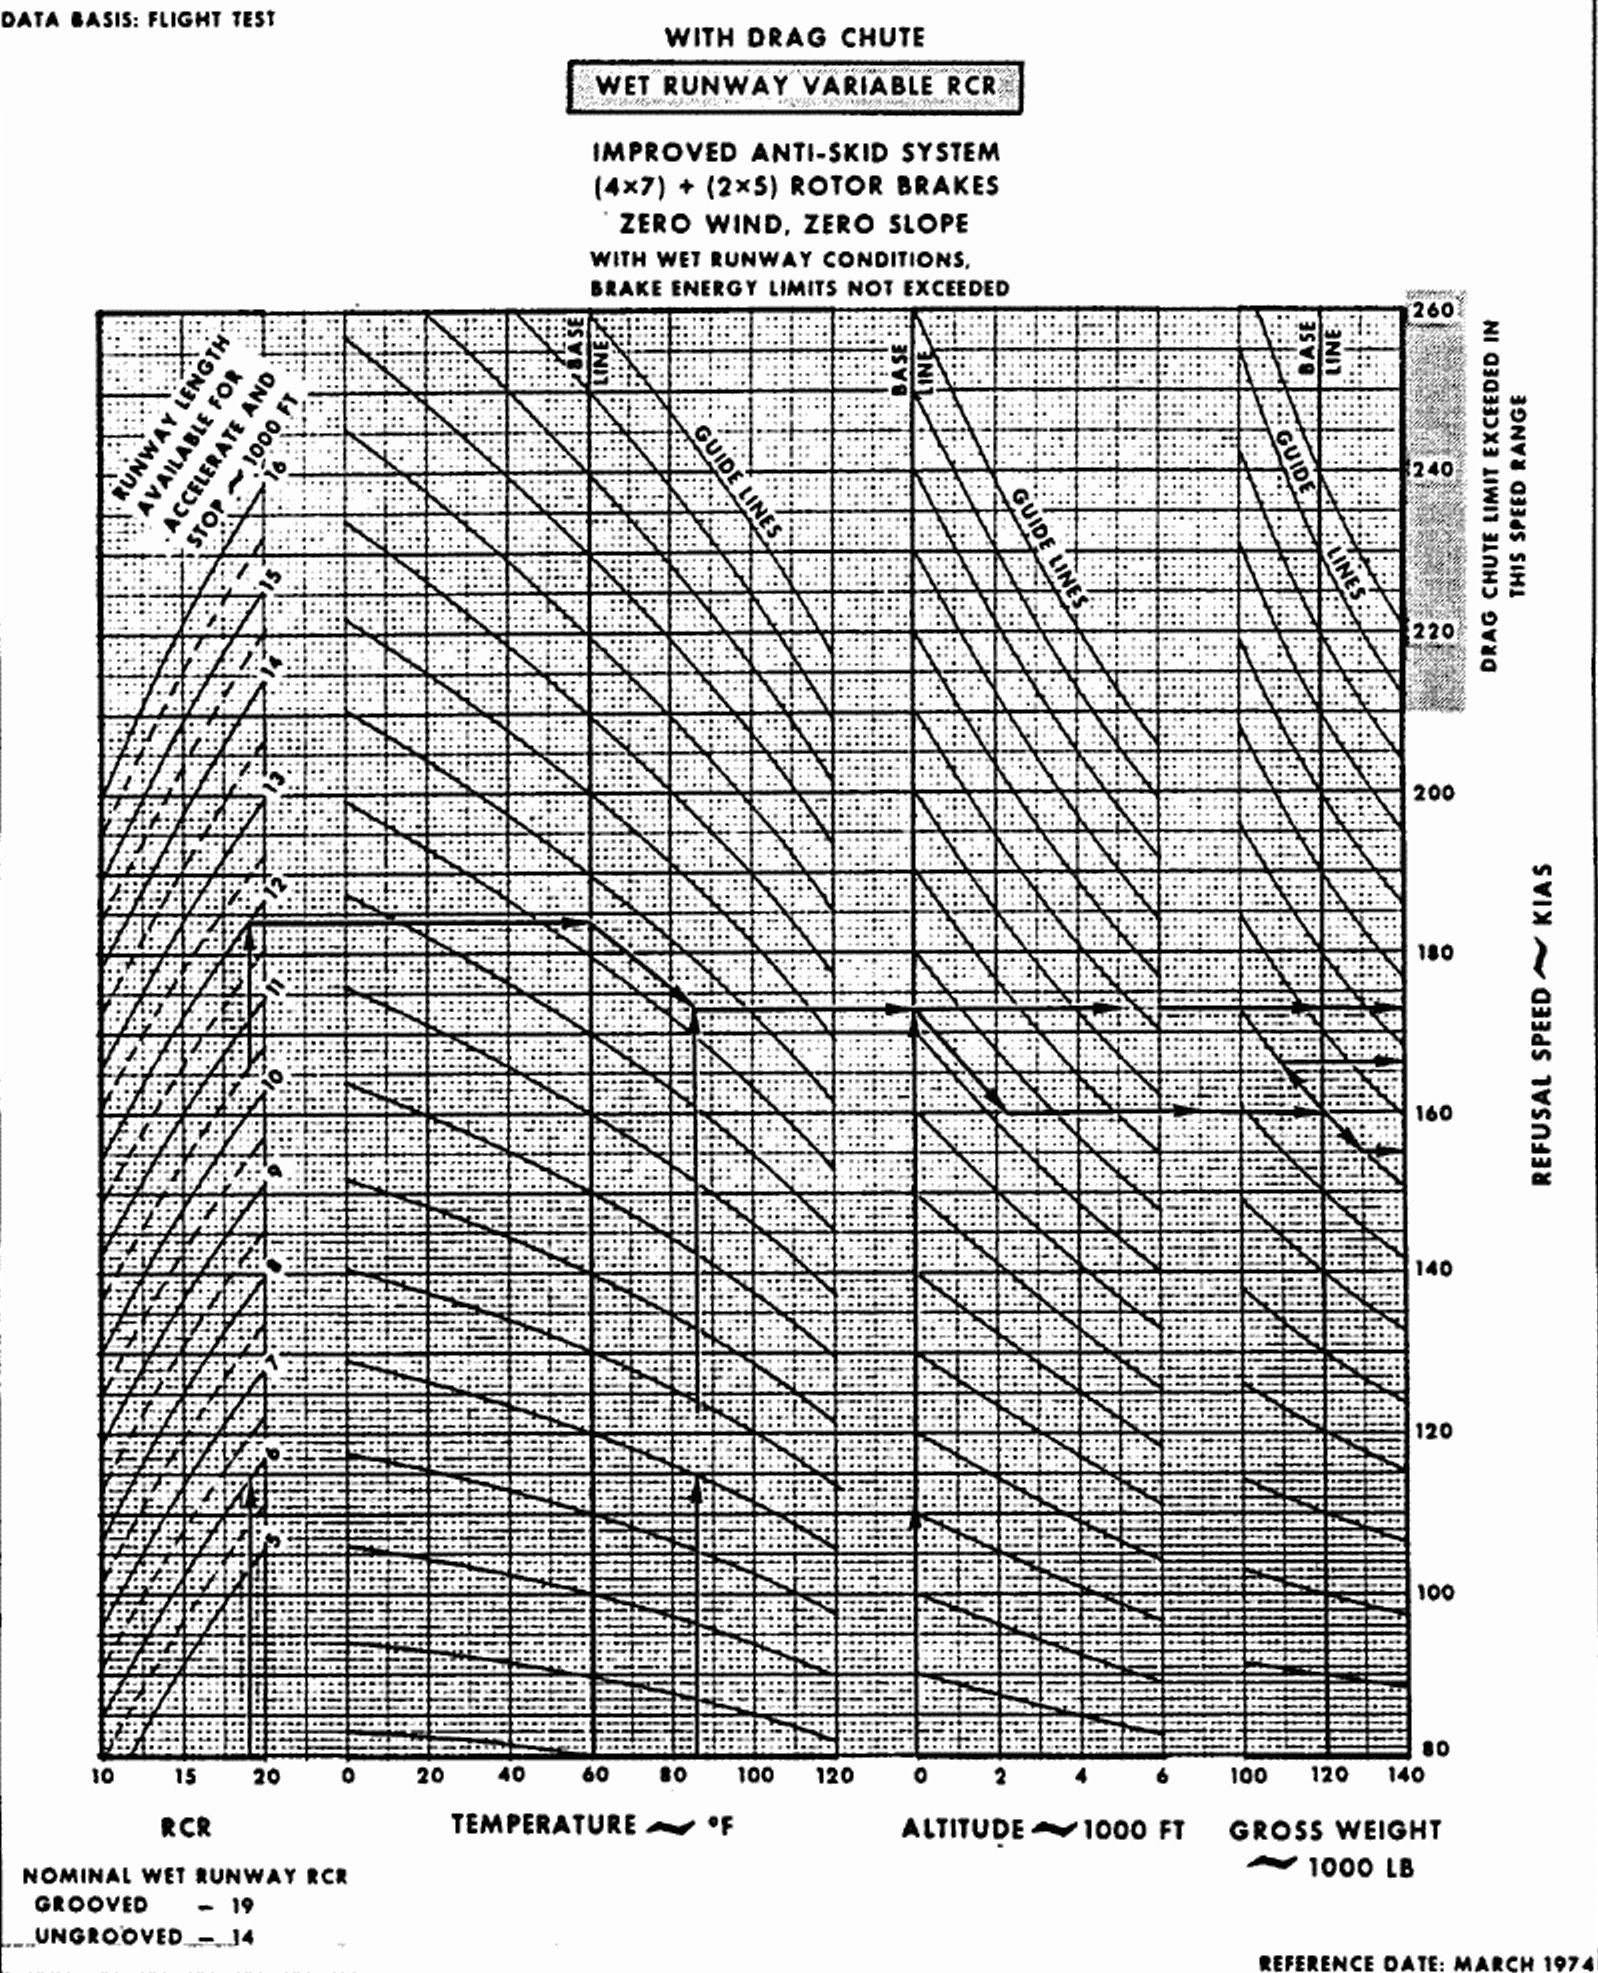 DATA BASIS: FLIGHT TEST
WITH DRAG CHUTE
WET RUNWAY VARIABLE RCR
IMPROVED ANTI-SKID SYSTEM
(4×7) + (2×5) ROTOR BRAKES
ZERO WIND, ZERO SLOPE
WITH WET RUNWAY CONDITIONS,
BRAKE ENERGY LIMITS NOT EXCEEDED
RUNWAY LENGTH
AVAILABLE FOR
ACCELERATE AND
STOP ~ 1000 FT
16
15
14
13
12
11
10
9
8
7
6
5
BASE
LINE
GUIDE LINES
BASE
LINE
GUIDE LINES
BASE
LINE
GUIDE LINES
260
240
220
200
180
160
140
120
100
80
DRAG CHUTE LIMIT EXCEEDED IN
THIS SPEED RANGE
REFUSAL SPEED ~ KIAS
10 15 20 0 20 40 60 80 100 120 0 2 4 6 100 120 140
RCR
TEMPERATURE ~ °F
ALTITUDE ~ 1000 FT
GROSS WEIGHT
~ 1000 LB
NOMINAL WET RUNWAY RCR
GROOVED – 19
UNGROOVED – 14
REFERENCE DATE: MARCH 1974